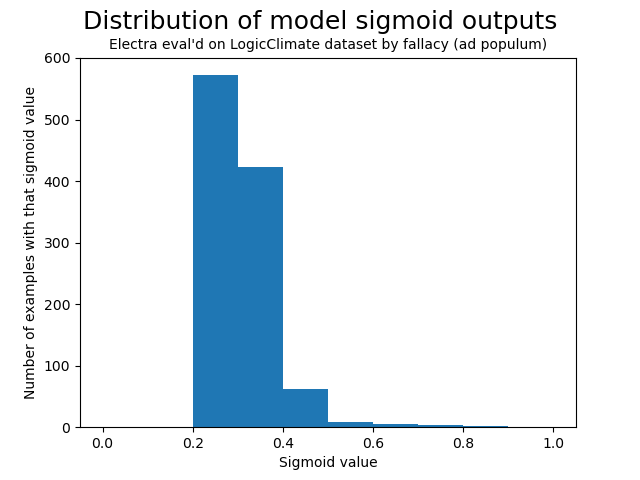 Distribution of model sigmoid outputs
Electra eval'd on LogicClimate dataset by fallacy (ad populum)
Number of examples with that sigmoid value
600
500
400
300
200
100
0
0.0 0.2 0.4 0.6 0.8 1.0
Sigmoid value